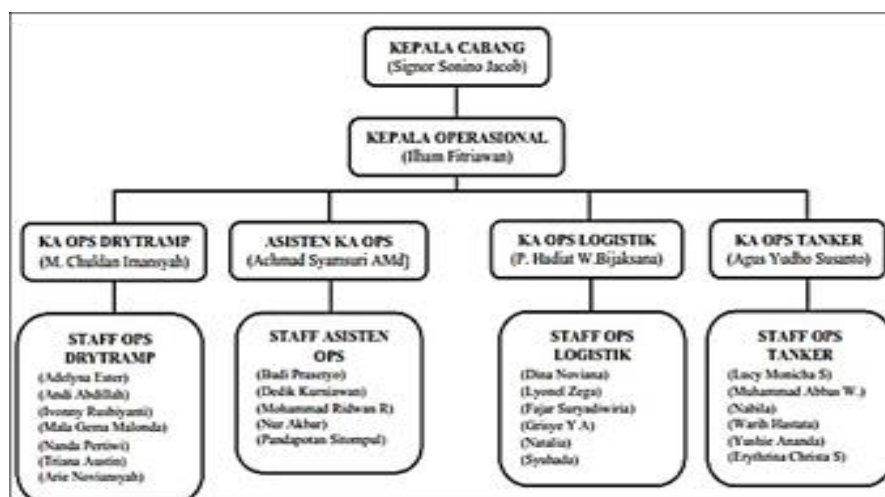 KEPALA CABANG
(Signor Sonino Jacob)
KEPALA OPERASIONAL
(Ilham Fitriawan)
KA OPS DRYTRAMP
(M. Chuldan Imansyah)
ASISTEN KA OPS
(Achmad Syamsuri AMd)
KA OPS LOGISTIK
(P. Hadiat W.Bijaksana)
KA OPS TANKER
(Agus Yudho Susanto)
STAFF OPS
DRYTRAMP
(Adelyna Ester)
(Andi Abdillah)
(Ivonny Rushiyanti)
(Mala Gema Malonda)
(Nanda Pertiwi)
(Triana Austin)
(Arie Noviansyah)
STAFF ASISTEN
OPS
(Budi Prasetyo)
(Dedik Kurniawan)
(Mohammad Ridwan R)
(Nur Akbar)
(Pandapotan Sitompul)
STAFF OPS
LOGISTIK
(Dina Noviana)
(Lyonel Zega)
(Fajar Suryadiwiria)
(Y A)
(Natalia)
(Syuhada)
STAFF OPS
TANKER
(Lucy Monicha S)
(Muhammad Abbas W.)
(Nabila)
(Warih Hastata)
(Yushie Ananda)
(Erythrina Christa S)